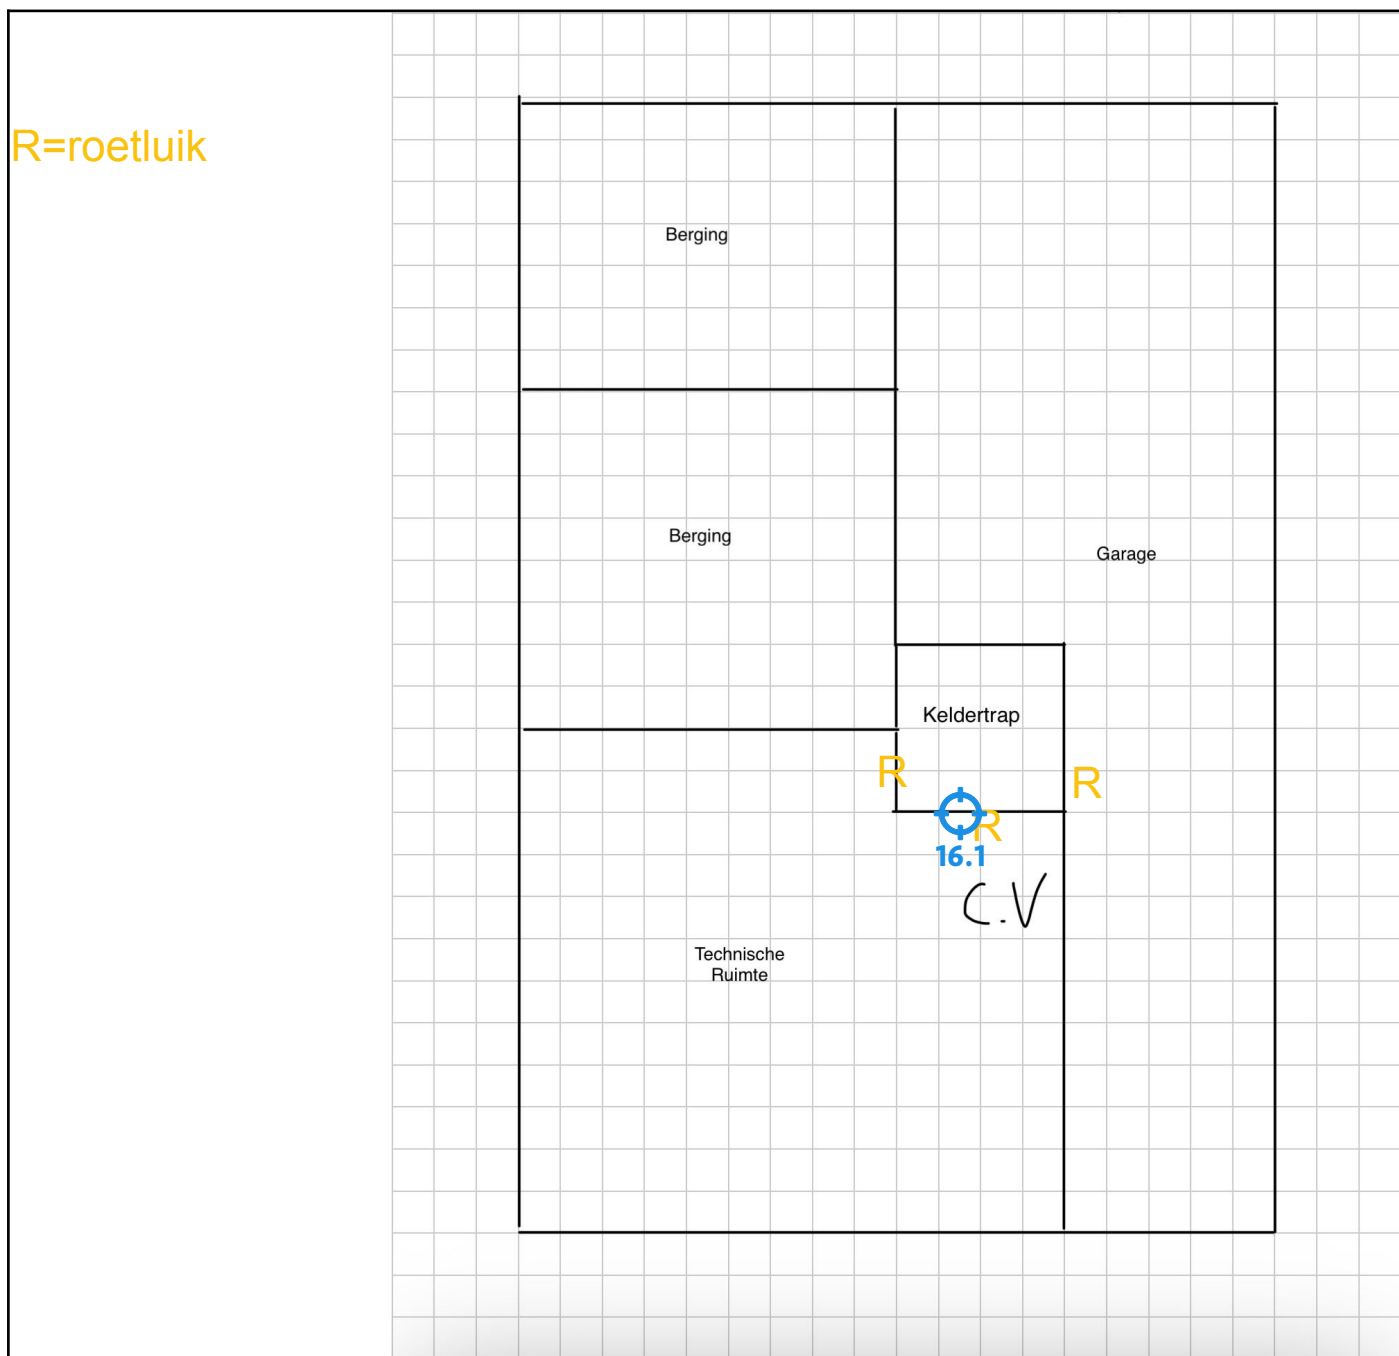 R=roetluik
Berging
Berging
Garage
Keldertrap
R
R
R
16.1
C.V
Technische
Ruimte